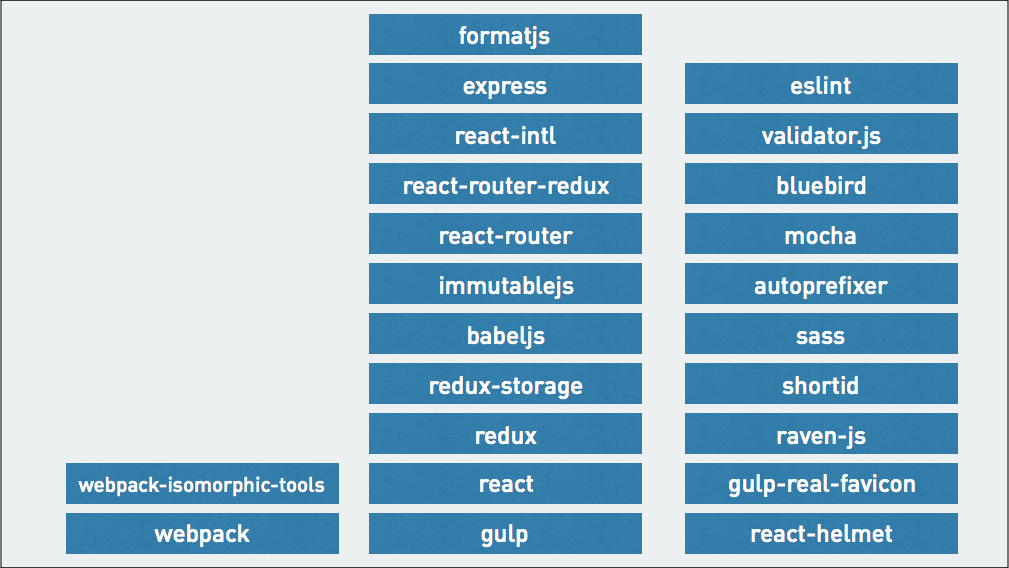 formatjs
express
react-intl
react-router-redux
react-router
immutablejs
babeljs
redux-storage
redux
react
gulp
eslint
validator.js
bluebird
mocha
autoprefixer
sass
shortid
raven-js
gulp-real-favicon
react-helmet
webpack-isomorphic-tools
webpack